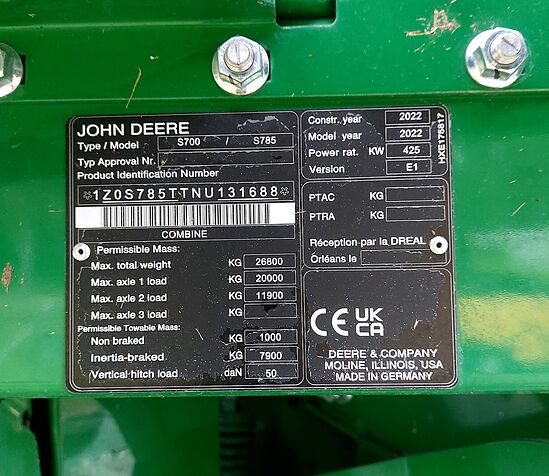 JOHN DEERE
Type / Model S700 / S785
Typ Approval Nr.
Product Identification Number
*1Z0S785TTNU131688*
COMBINE
Permissible Mass:
Max. total weight KG 26800
Max. axle 1 load KG 20000
Max. axle 2 load KG 11900
Max. axle 3 load KG
Permissible Towable Mass:
Non braked KG 1000
Inertia-braked KG 7900
Vertical hitch load daN 50
Constr. year 2022
Model year 2022
Power rat. KW 425
Version E1
HXE175817
PTAC KG
PTRA KG
Réception par la DREAL
Orléans le
CE UK
CA
DEERE & COMPANY
MOLINE, ILLINOIS, USA
MADE IN GERMANY